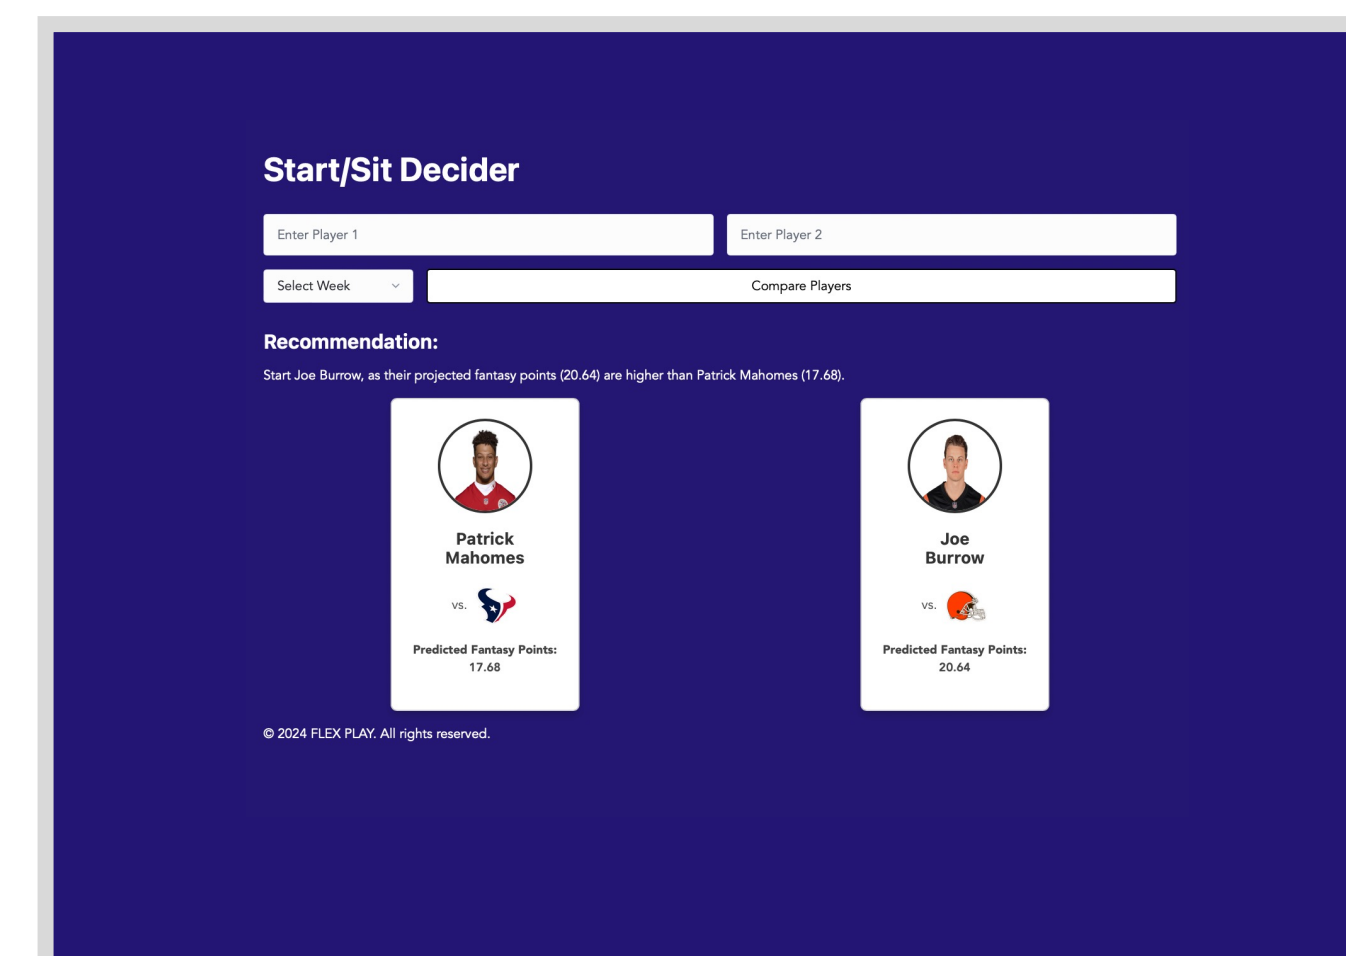 Start/Sit Decider
Enter Player 1
Enter Player 2
Select Week
Compare Players
Recommendation:
Start Joe Burrow, as their projected fantasy points (20.64) are higher than Patrick Mahomes (17.68).
Patrick
Mahomes
vs.
Predicted Fantasy Points:
17.68
Joe
Burrow
vs.
Predicted Fantasy Points:
20.64
© 2024 FLEX PLAY. All rights reserved.